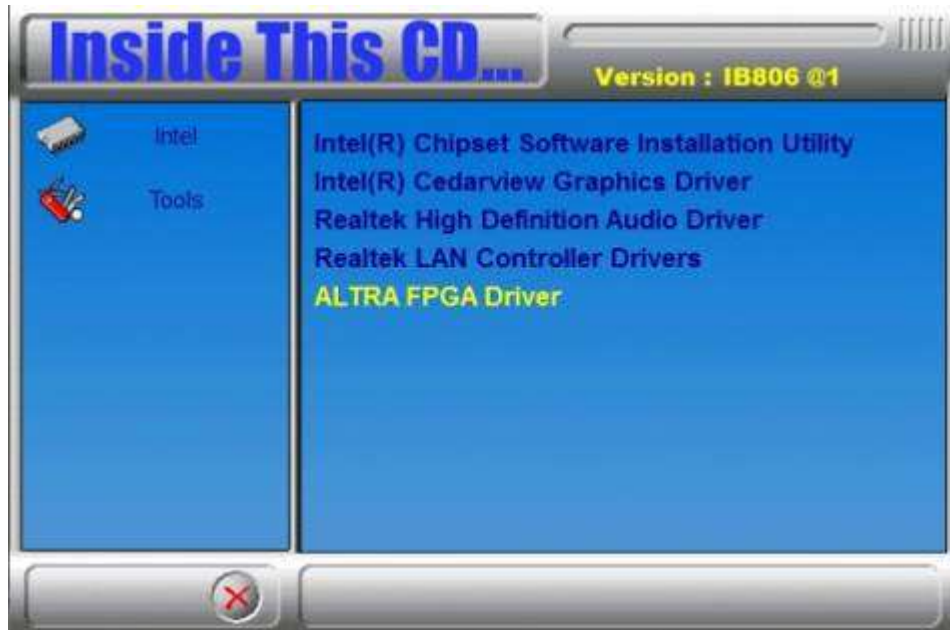 Inside This CD...
Version : IB806 @1
Intel
Tools
Intel(R) Chipset Software Installation Utility
Intel(R) Cedarview Graphics Driver
Realtek High Definition Audio Driver
Realtek LAN Controller Drivers
ALTRA FPGA Driver